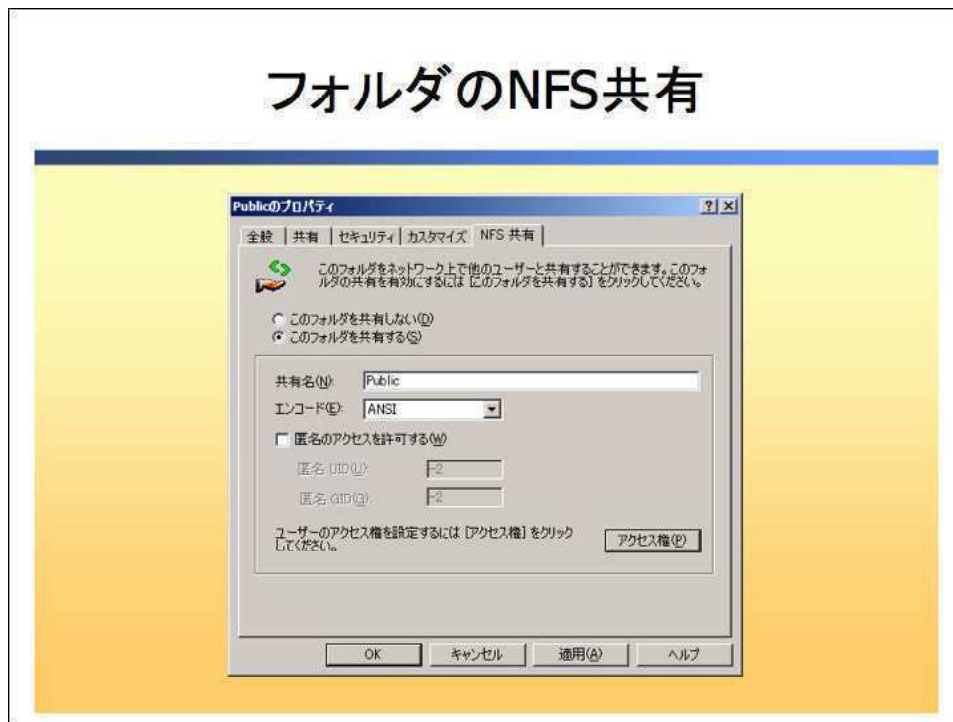 フォルダのNFS共有
Publicのプロパティ
全般 共有 セキュリティ カスタマイズ NFS 共有
このフォルダをネットワーク上で他のユーザーと共有することができます。このフォ
ルダの共有を有効にするには [このフォルダを共有する] をクリックしてください。
このフォルダを共有しない(D)
このフォルダを共有する(S)
共有名(N): Public
エンコード(E): ANSI
匿名のアクセスを許可する(W)
匿名 UID(U): -2
匿名 GID(G): -2
ユーザーのアクセス権を設定するには [アクセス権] をクリック
してください。
アクセス権(P)
OK キャンセル 適用(A) ヘルプ